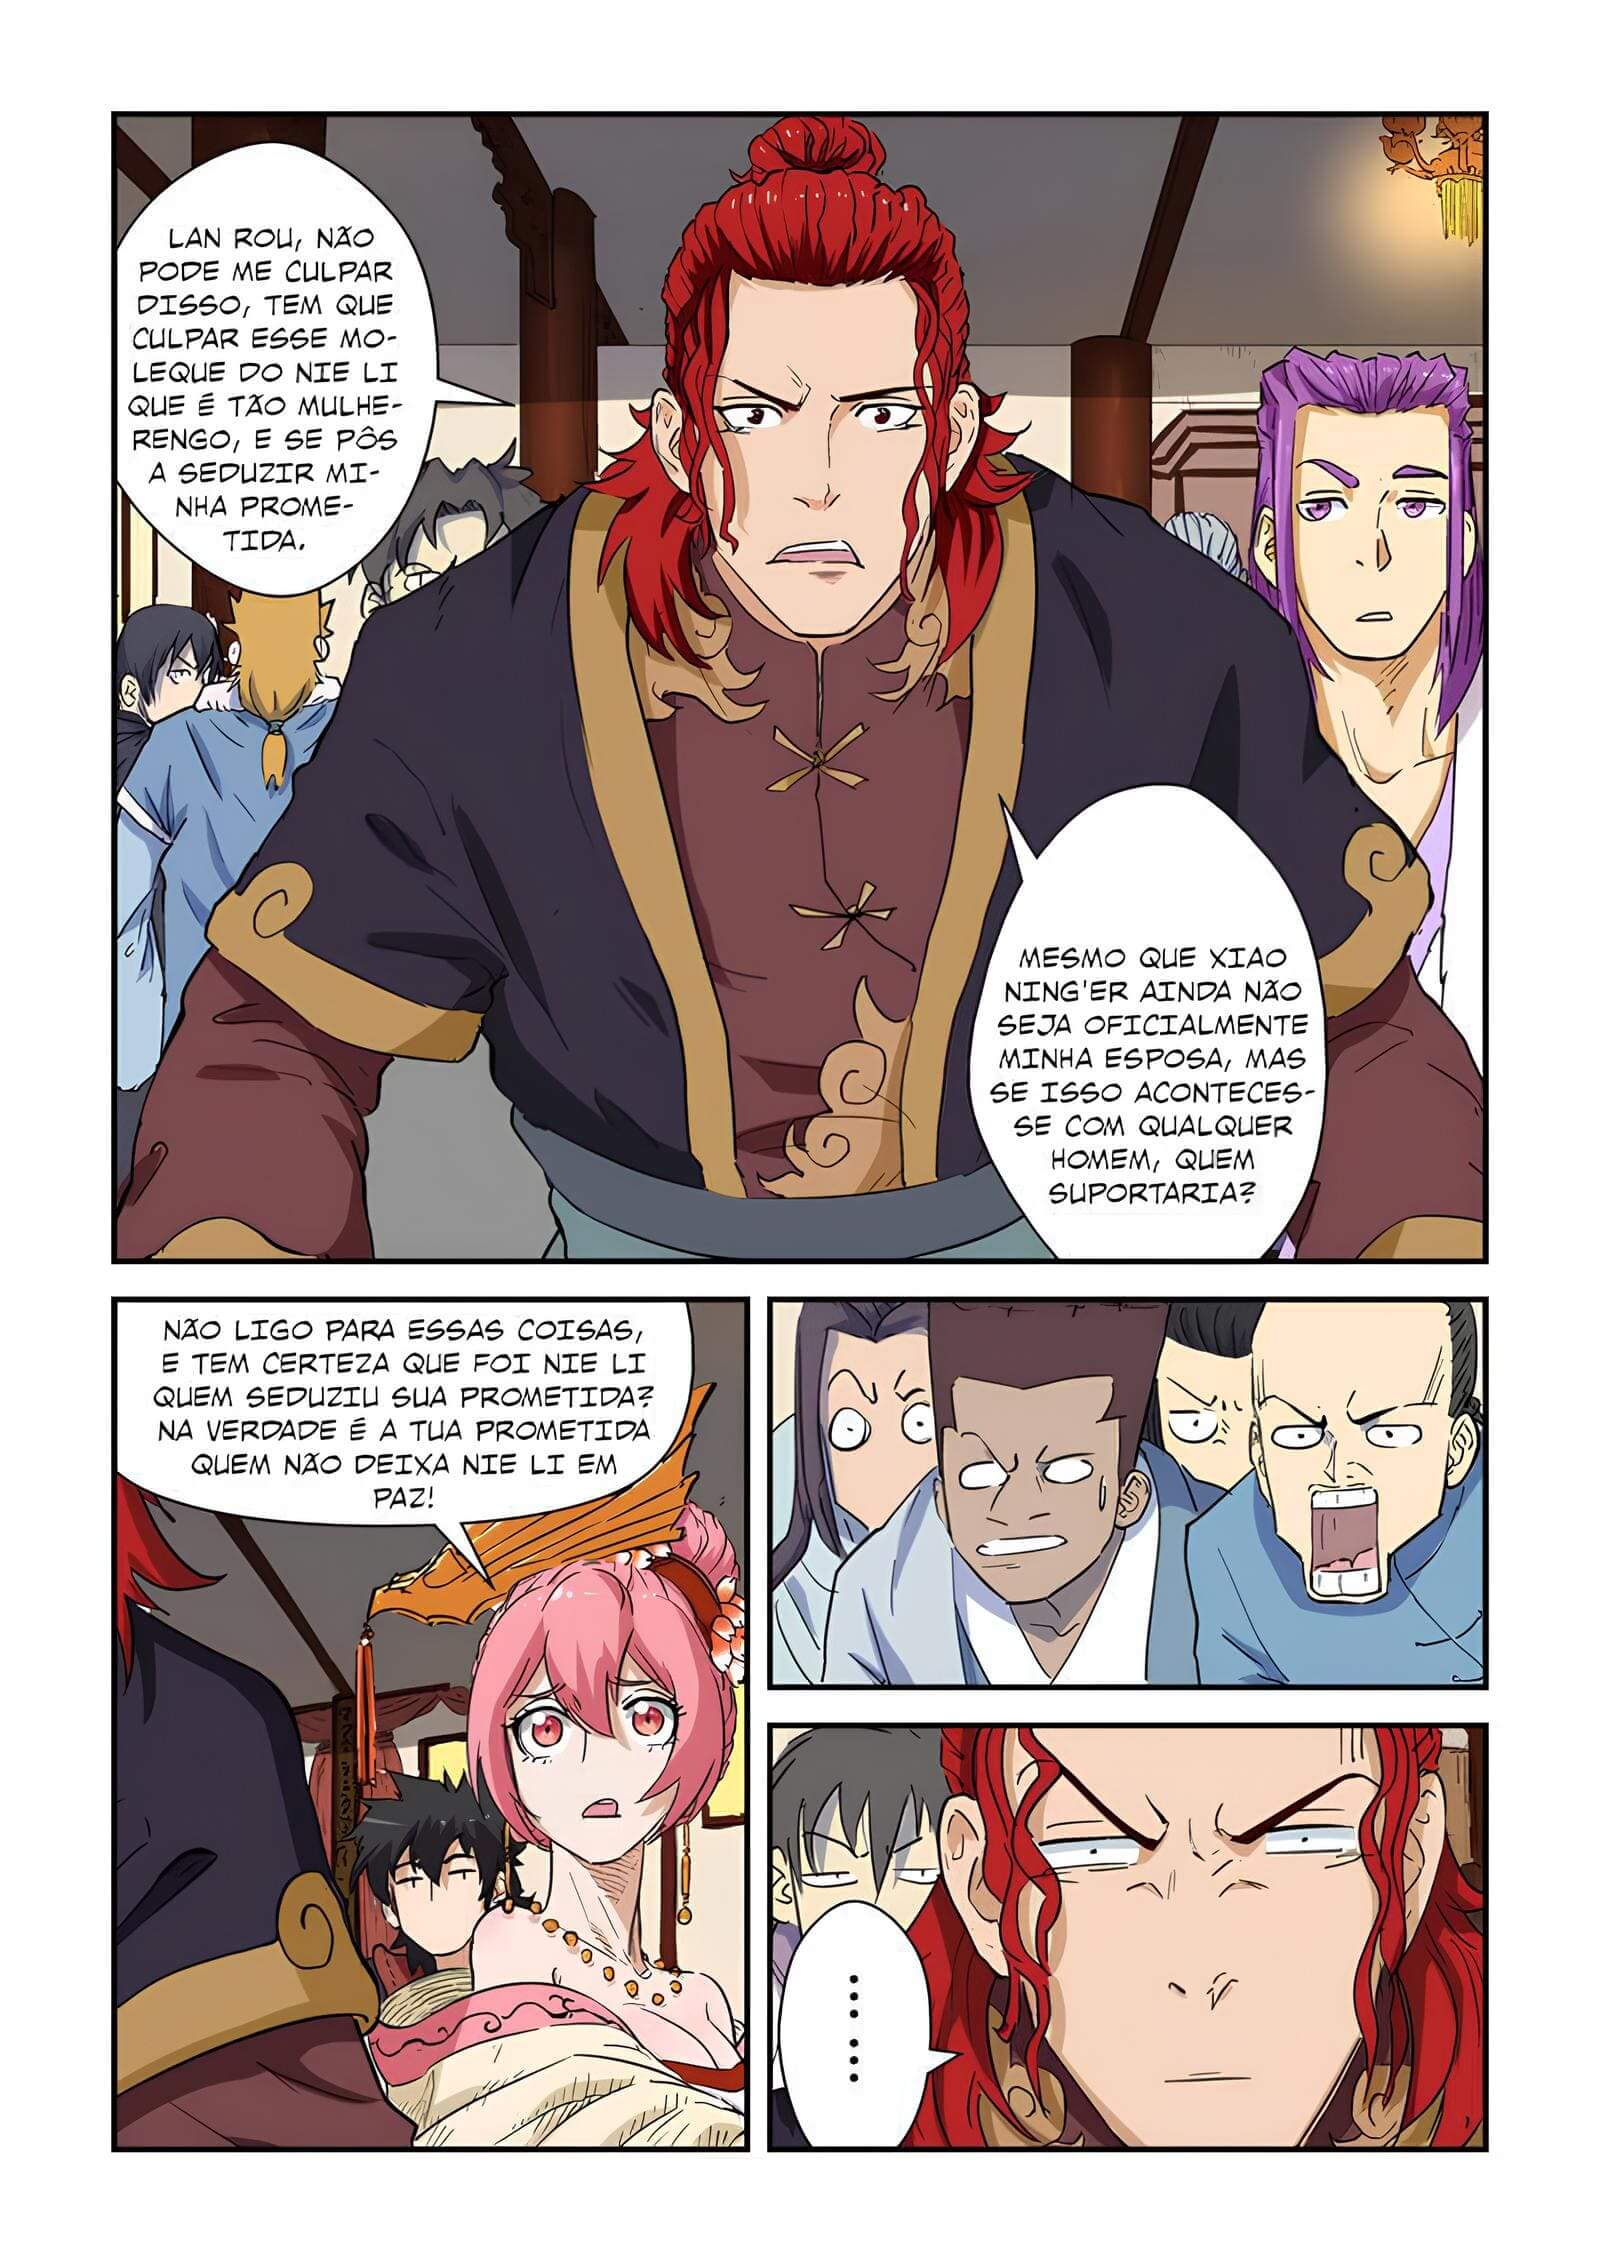 LAN ROU, NÃO
PODE ME CULPAR
DISSO, TEM QUE
CULPAR ESSE MO-
LEQUE DO NIE LI
QUE É TÃO MULHE-
RENGO, E SE PÔS
A SEDUZIR MI-
NHA PROME-
TIDA.
MESMO QUE XIAO
NING'ER AINDA NÃO
SEJA OFICIALMENTE
MINHA ESPOSA, MAS
SE ISSO ACONTECES-
SE COM QUALQUER
HOMEM, QUEM
SUPORTARIA?
NÃO LIGO PARA ESSAS COISAS,
E TEM CERTEZA QUE FOI NIE LI
QUEM SEDUZIU SUA PROMETIDA?
NA VERDADE É A TUA PROMETIDA
QUEM NÃO DEIXA NIE LI EM
PAZ!
......